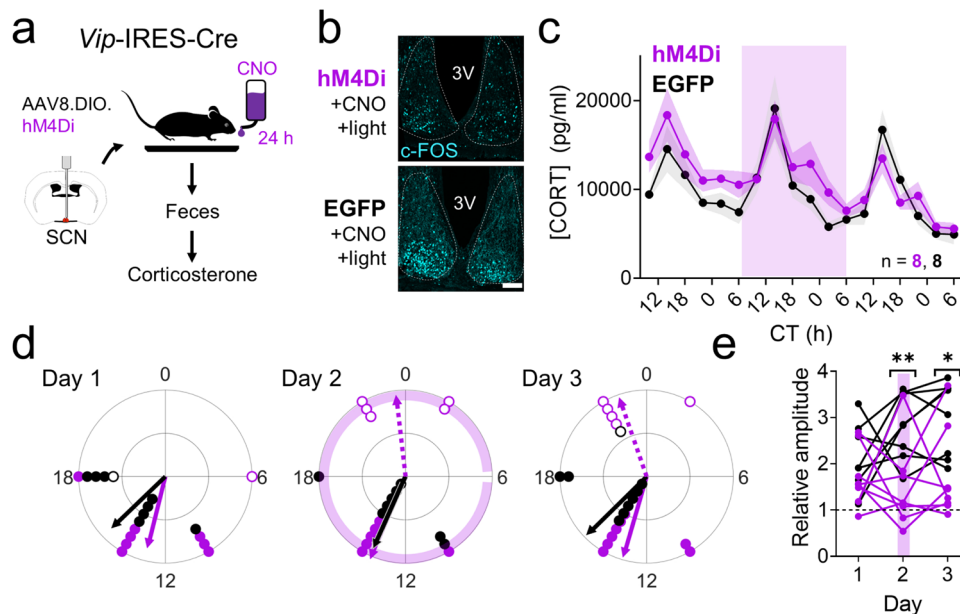 a
Vip-IRES-Cre
CNO
AAV8.DIO.
hM4Di
24 h
SCN
Feces
Corticosterone
b
hM4Di
+CNO
+light
3V
c-FOS
EGFP
+CNO
+light
3V
c
hM4Di
EGFP
20000
10000
0
[CORT] (pg/ml)
n = 8, 8
12 18 0 6 12 18 0 6 12 18 0 6
CT (h)
d
Day 1
0
6
12
18
Day 2
0
6
12
18
Day 3
0
6
12
18
e
** *
4
3
2
1
0
Relative amplitude
1 2 3
Day